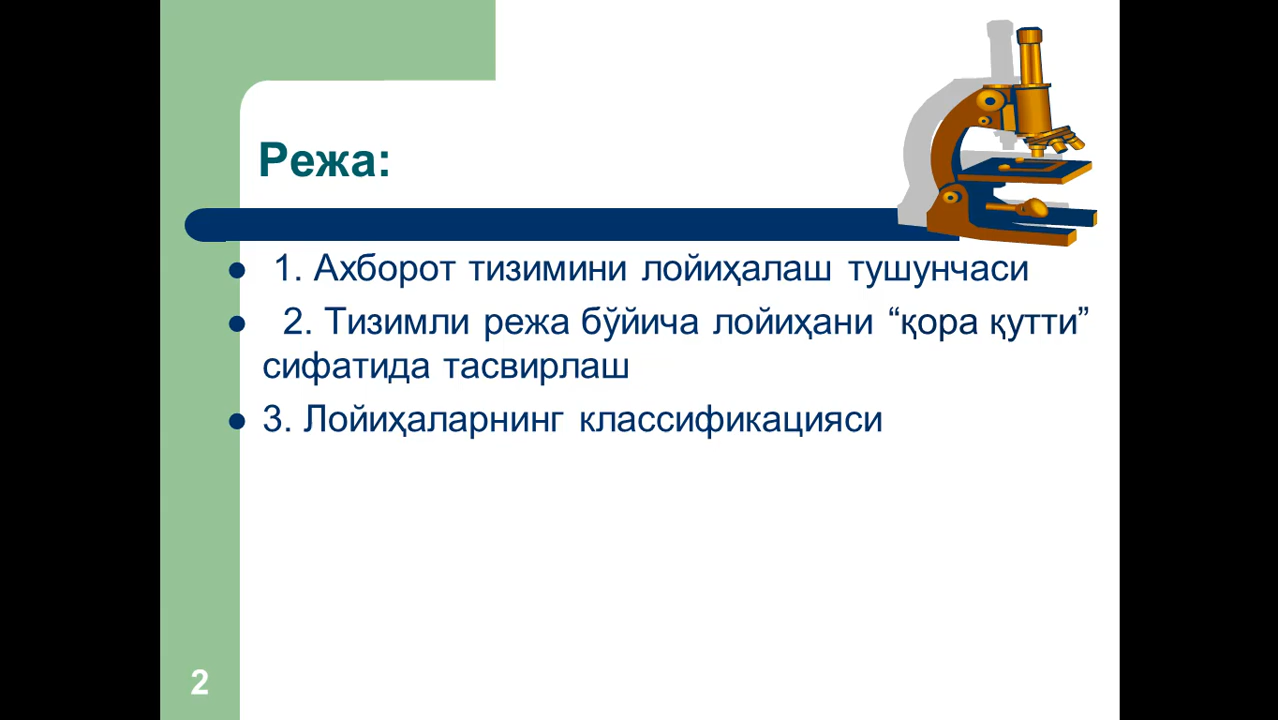 Режа:
1. Ахборот тизимини лойиҳалаш тушунчаси
2. Тизимли режа бўйича лойиҳани “қора қутти”
сифатида тасвирлаш
3. Лойиҳаларнинг классификацияси
2